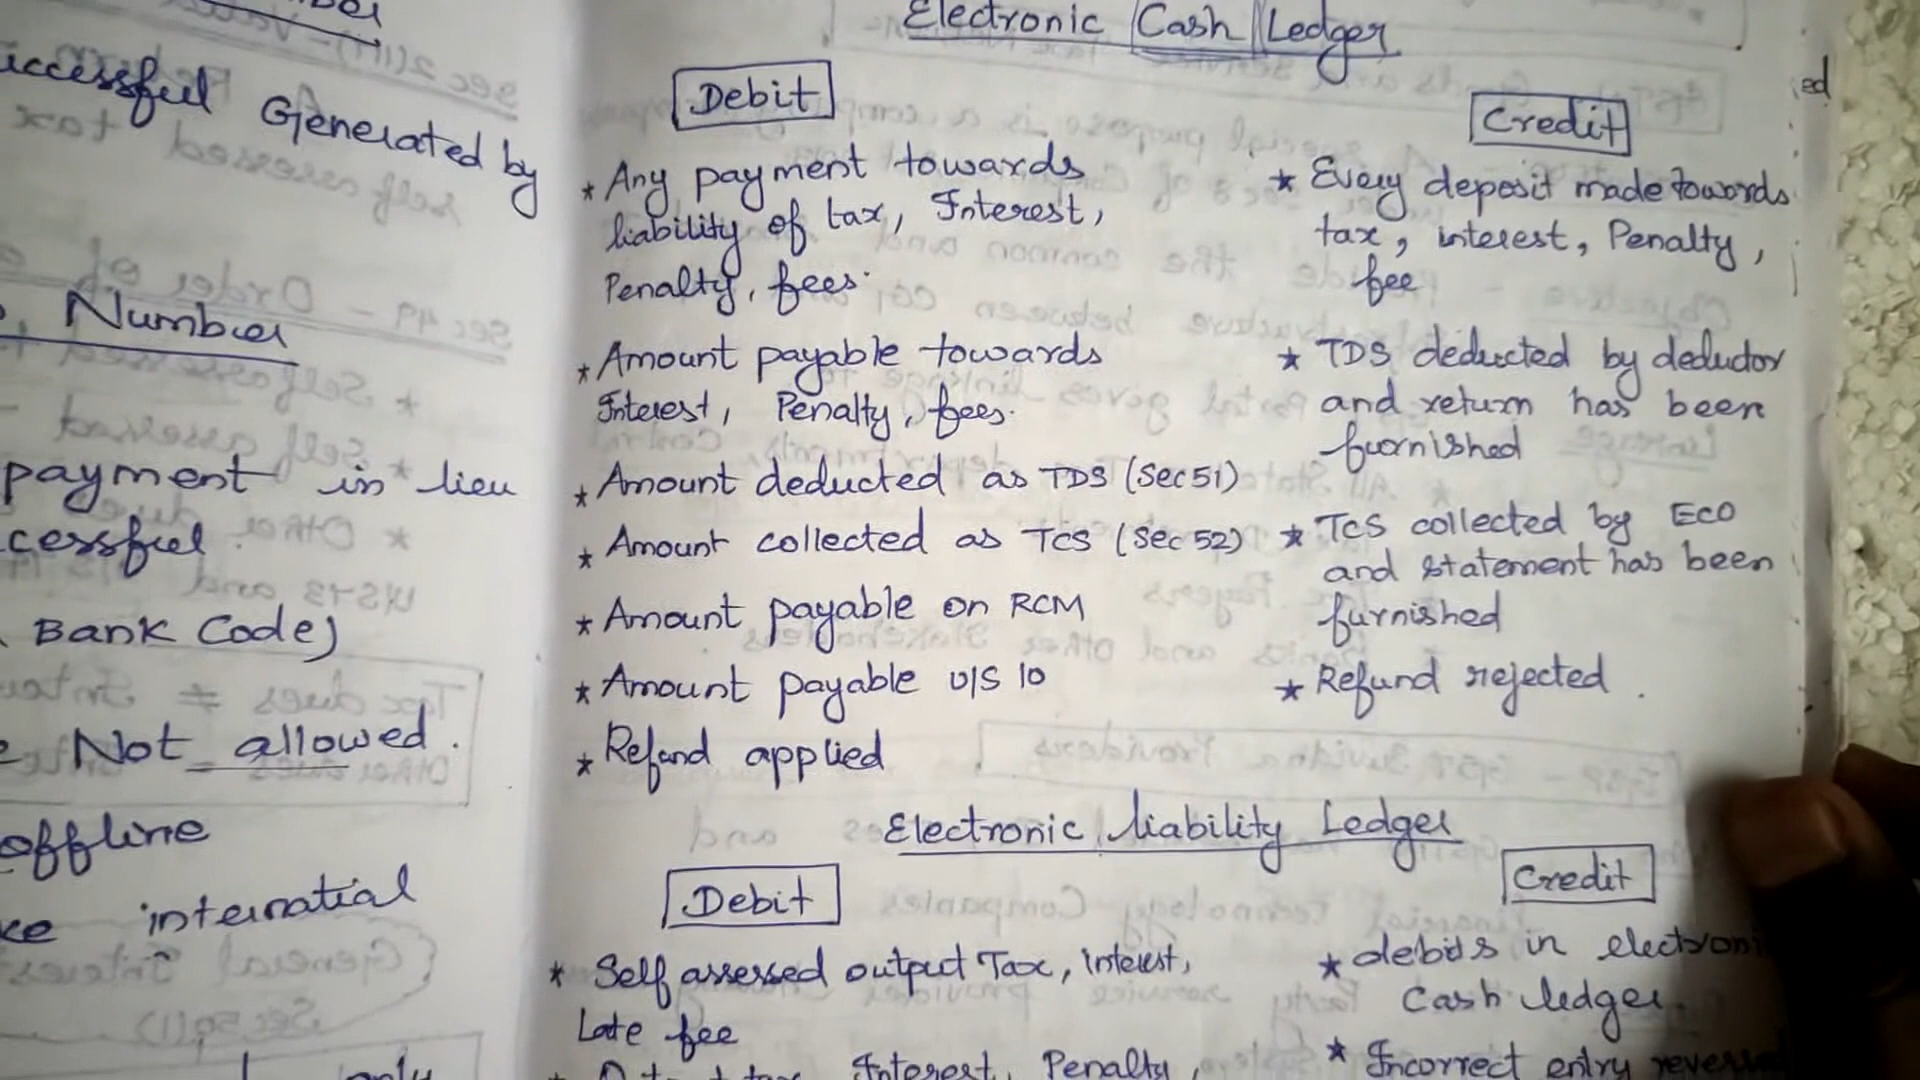 Generated by
Number
payment in lieu
Bank Code)
Not allowed.
offline
internatial
only
Electronic Cash Ledger
Debit
* Any payment towards
liability of tax, Interest,
Penalty, fees.
* Amount payable towards
Interest, Penalty, fees.
* Amount deducted as TDS (Sec 51)
* Amount collected as TCS (Sec 52)
* Amount payable on RCM
* Amount payable U/S 10
* Refund applied
Credit
* Every deposit made towards
tax, interest, Penalty,
fee
* TDS deducted by deductor
and return has been
furnished
* TCS collected by ECO
and statement has been
furnished
* Refund rejected.
ed
Electronic liability Ledger
Debit
* Self assessed output Tax, interest,
Late fee
Interest, Penalty,
Credit
* debits in
Cash ledger.
* Incorrect entry